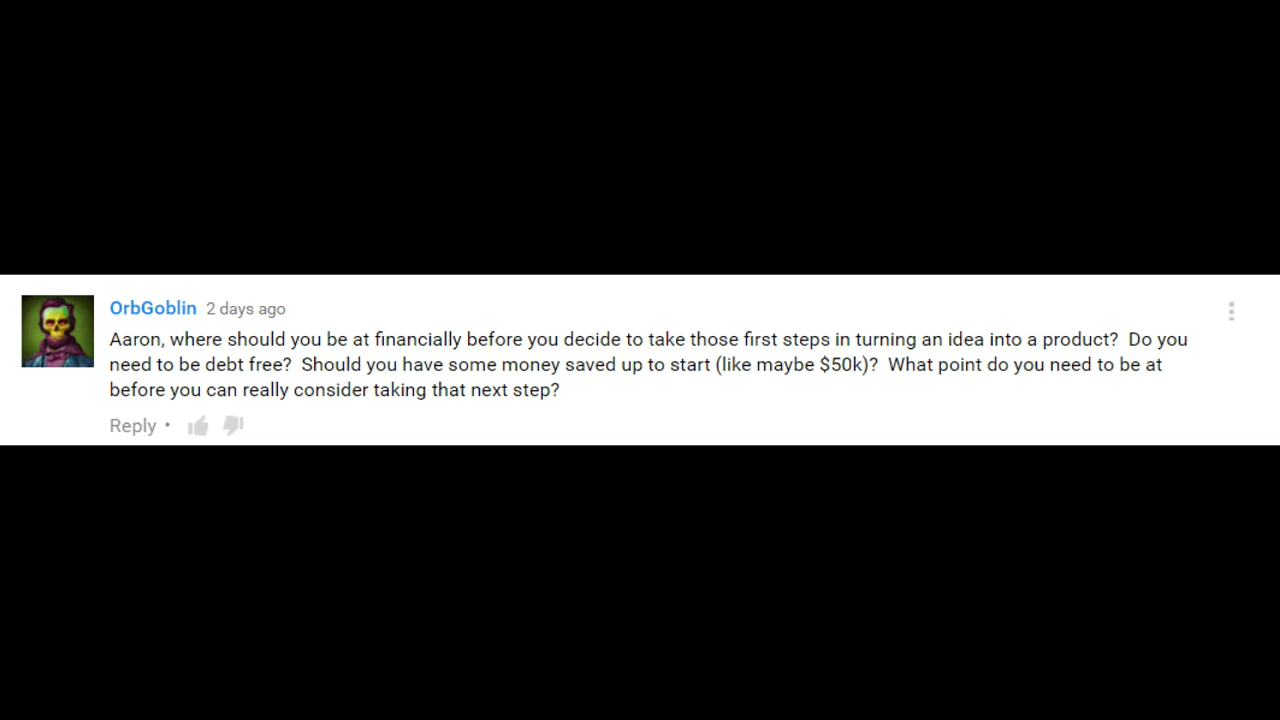 OrbGoblin 2 days ago
Aaron, where should you be at financially before you decide to take those first steps in turning an idea into a product?  Do you
need to be debt free?  Should you have some money saved up to start (like maybe $50k)?  What point do you need to be at
before you can really consider taking that next step?
Reply •